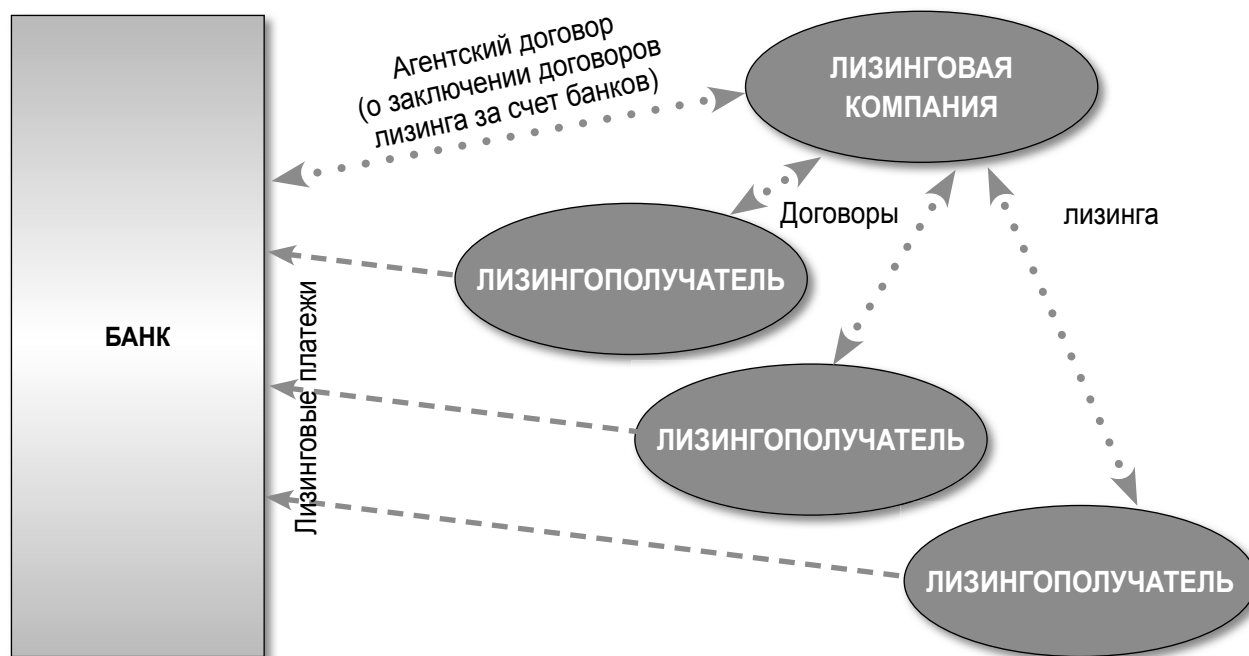 Агентский договор
(о заключении договоров
лизинга за счет банков)
ЛИЗИНГОВАЯ
КОМПАНИЯ
Договоры
лизинга
ЛИЗИНГОПОЛУЧАТЕЛЬ
БАНК
Лизинговые платежи
ЛИЗИНГОПОЛУЧАТЕЛЬ
ЛИЗИНГОПОЛУЧАТЕЛЬ